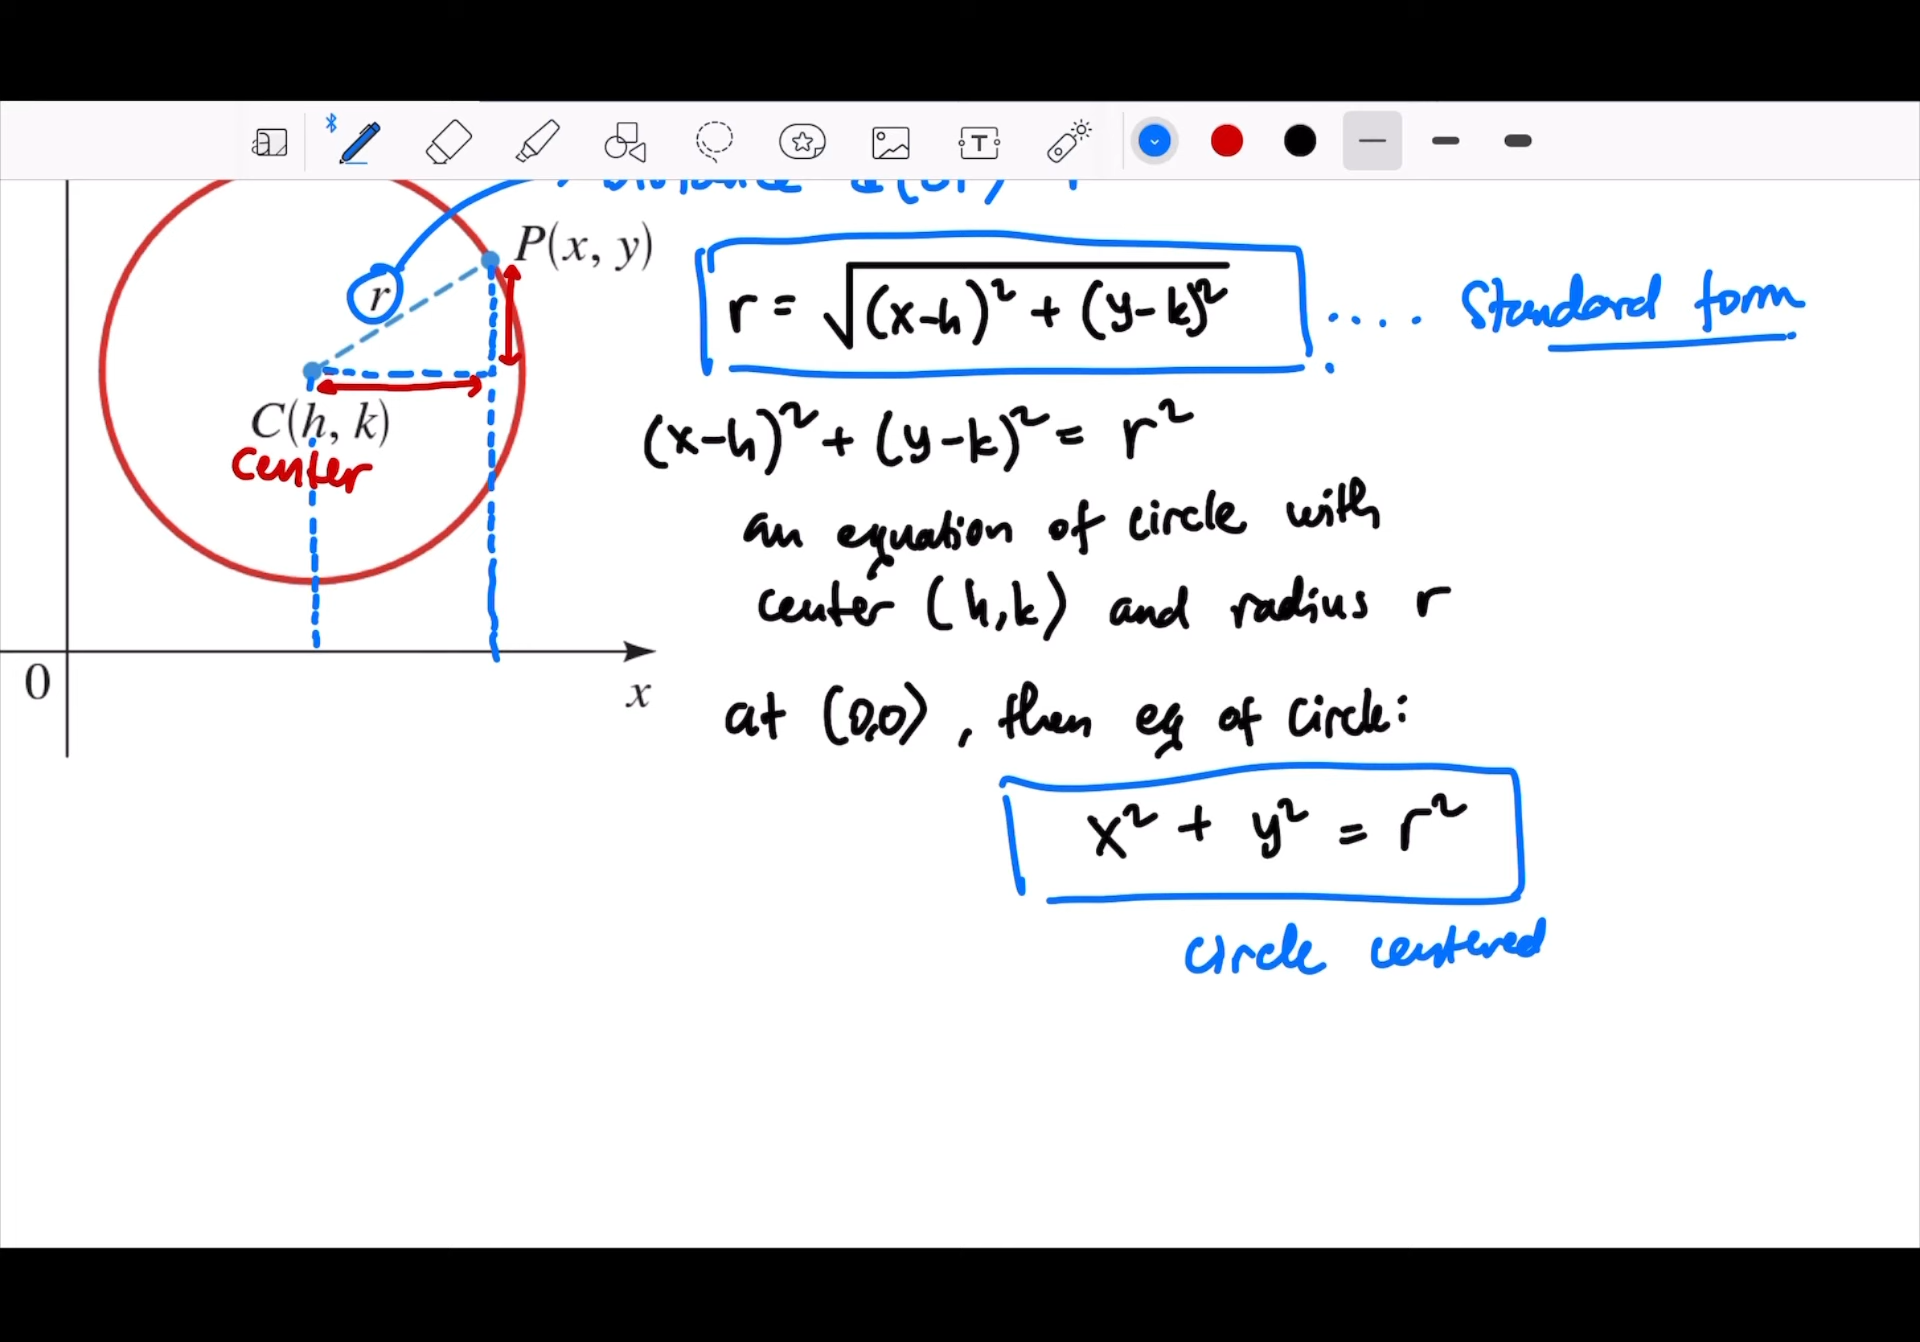 P(x, y)
r
C(h, k)
center
0
x
r = √(x-h)² + (y-k)²
.... Standard form
(x-h)² + (y-k)² = r²
an equation of circle with
center (h,k) and radius r
at (0,0), then eq of circle:
x² + y² = r²
circle centered